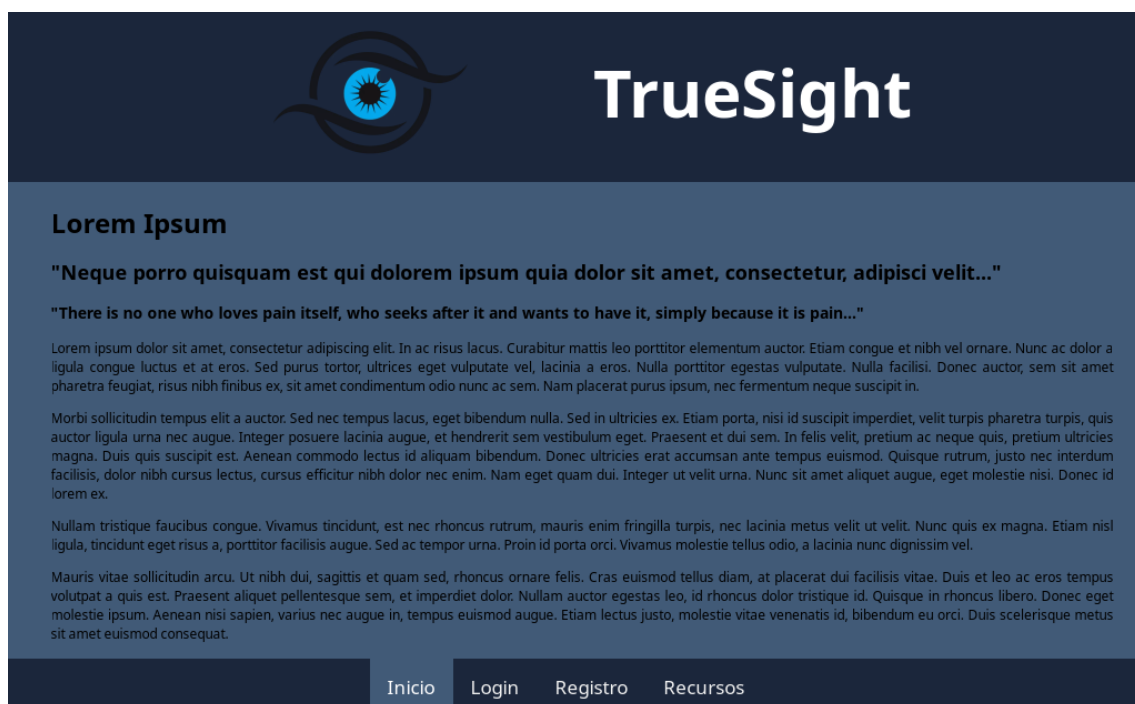 TrueSight
Lorem Ipsum
"Neque porro quisquam est qui dolorem ipsum quia dolor sit amet, consectetur, adipisci velit..."
"There is no one who loves pain itself, who seeks after it and wants to have it, simply because it is pain..."
Lorem ipsum dolor sit amet, consectetur adipiscing elit. In ac risus lacus. Curabitur mattis leo porttitor elementum auctor. Etiam congue et nibh vel ornare. Nunc ac dolor a
ligula congue luctus et at eros. Sed purus tortor, ultrices eget vulputate vel, lacinia a eros. Nulla porttitor egestas vulputate. Nulla facilisi. Donec auctor, sem sit amet
pharetra feugiat, risus nibh finibus ex, sit amet condimentum odio nunc ac sem. Nam placerat purus ipsum, nec fermentum neque suscipit in.
Morbi sollicitudin tempus elit a auctor. Sed nec tempus lacus, eget bibendum nulla. Sed in ultricies ex. Etiam porta, nisi id suscipit imperdiet, velit turpis pharetra turpis, quis
auctor ligula urna nec augue. Integer posuere lacinia augue, et hendrerit sem vestibulum eget. Praesent et dui sem. In felis velit, pretium ac neque quis, pretium ultricies
magna. Duis quis suscipit est. Aenean commodo lectus id aliquam bibendum. Donec ultricies erat accumsan ante tempus euismod. Quisque rutrum, justo nec interdum
facilisis, dolor nibh cursus lectus, cursus efficitur nibh dolor nec enim. Nam eget quam dui. Integer ut velit urna. Nunc sit amet aliquet augue, eget molestie nisi. Donec id
lorem ex.
Nullam tristique faucibus congue. Vivamus tincidunt, est nec rhoncus rutrum, mauris enim fringilla turpis, nec lacinia metus velit ut velit. Nunc quis ex magna. Etiam nisl
ligula, tincidunt eget risus a, porttitor facilisis augue. Sed ac tempor urna. Proin id porta orci. Vivamus molestie tellus odio, a lacinia nunc dignissim vel.
Mauris vitae sollicitudin arcu. Ut nibh dui, sagittis et quam sed, rhoncus ornare felis. Cras euismod tellus diam, at placerat dui facilisis vitae. Duis et leo ac eros tempus
volutpat a quis est. Praesent aliquet pellentesque sem, et imperdiet dolor. Nullam auctor egestas leo, id rhoncus dolor tristique id. Quisque in rhoncus libero. Donec eget
molestie ipsum. Aenean nisi sapien, varius nec augue in, tempus euismod augue. Etiam lectus justo, molestie vitae venenatis id, bibendum eu orci. Duis scelerisque metus
sit amet euismod consequat.
Inicio Login Registro Recursos